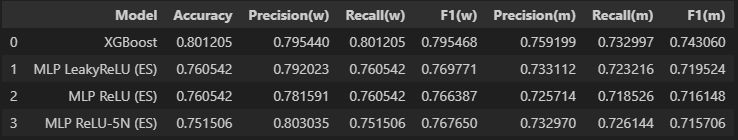 Model Accuracy Precision(w) Recall(w) F1(w) Precision(m) Recall(m) F1(m)
0 XGBoost 0.801205 0.795440 0.801205 0.795468 0.759199 0.732997 0.743060
1 MLP LeakyReLU (ES) 0.760542 0.792023 0.760542 0.769771 0.733112 0.723216 0.719524
2 MLP ReLU (ES) 0.760542 0.781591 0.760542 0.766387 0.725714 0.718526 0.716148
3 MLP ReLU-5N (ES) 0.751506 0.803035 0.751506 0.767650 0.732970 0.726144 0.715706